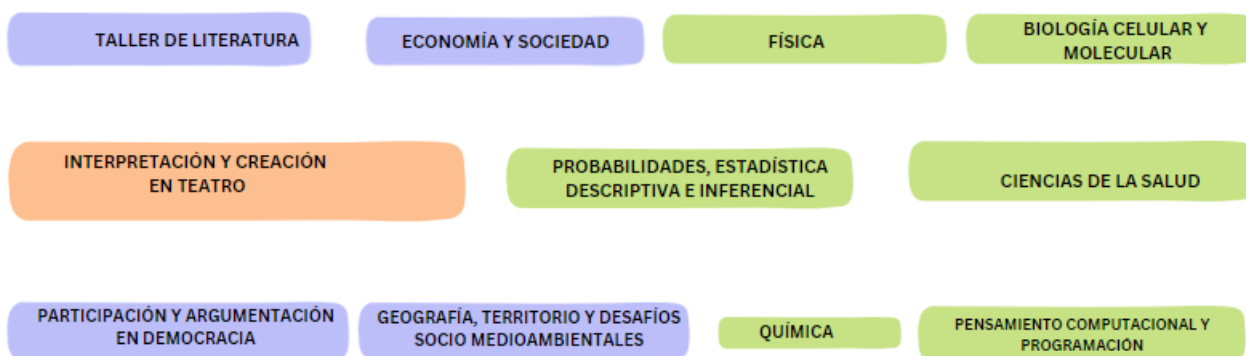 TALLER DE LITERATURA
ECONOMÍA Y SOCIEDAD
FÍSICA
BIOLOGÍA CELULAR Y
MOLECULAR
INTERPRETACIÓN Y CREACIÓN
EN TEATRO
PROBABILIDADES, ESTADÍSTICA
DESCRIPTIVA E INFERENCIAL
CIENCIAS DE LA SALUD
PARTICIPACIÓN Y ARGUMENTACIÓN
EN DEMOCRACIA
GEOGRAFÍA, TERRITORIO Y DESAFÍOS
SOCIO MEDIOAMBIENTALES
QUÍMICA
PENSAMIENTO COMPUTACIONAL Y
PROGRAMACIÓN